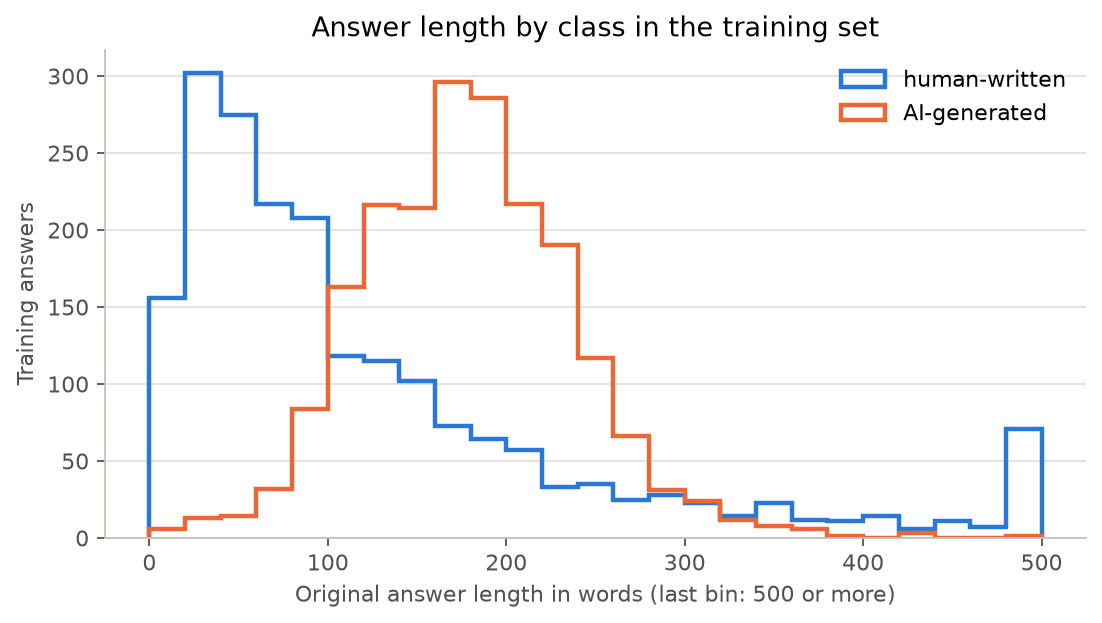 Answer length by class in the training set
human-written
AI-generated
300
250
200
150
100
50
0
Training answers
0 100 200 300 400 500
Original answer length in words (last bin: 500 or more)